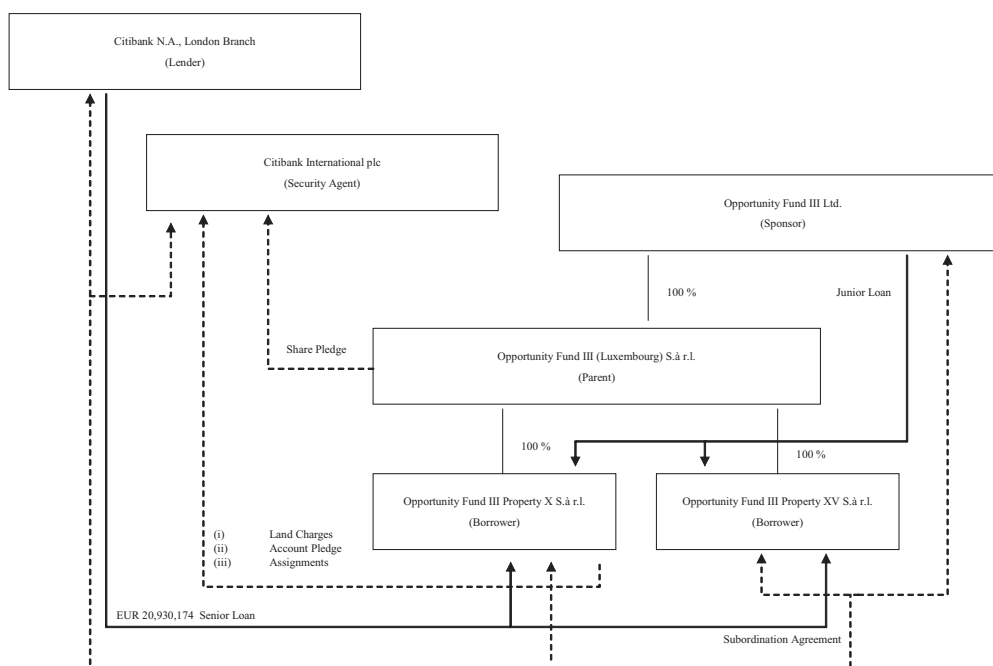 Citibank N.A., London Branch
(Lender)
Citibank International plc
(Security Agent)
Opportunity Fund III Ltd.
(Sponsor)
100 %
Junior Loan
Share Pledge
Opportunity Fund III (Luxembourg) S.à r.l.
(Parent)
100 %
100 %
Opportunity Fund III Property X S.à r.l.
(Borrower)
Opportunity Fund III Property XV S.à r.l.
(Borrower)
(i) Land Charges
(ii) Account Pledge
(iii) Assignments
EUR 20,930,174 Senior Loan
Subordination Agreement